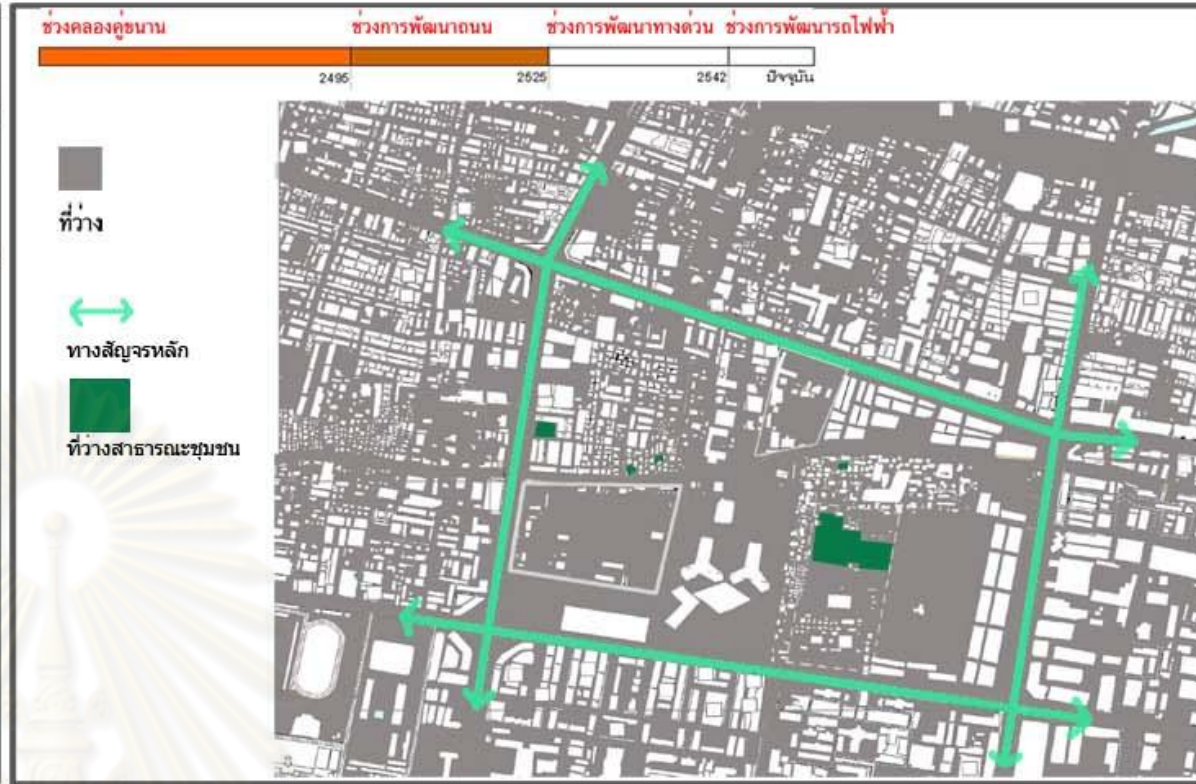 ช่วงคลองคู่ขนาน ช่วงการพัฒนาถนน ช่วงการพัฒนาทางด่วน ช่วงการพัฒนารถไฟฟ้า
2495 2525 2542 ปัจจุบัน
ที่ว่าง
ทางสัญจรหลัก
ที่ว่างสาธารณะชุมชน